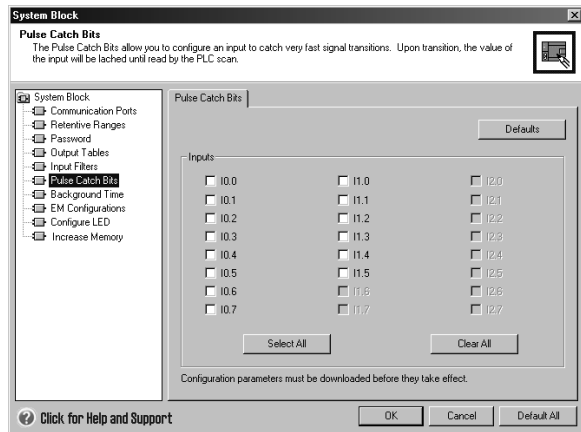 System Block
Pulse Catch Bits
The Pulse Catch Bits allow you to configure an input to catch very fast signal transitions. Upon transition, the value of
the input will be lached until read by the PLC scan.
System Block
Communication Ports
Retentive Ranges
Password
Output Tables
Input Filters
Pulse Catch Bits
Background Time
EM Configurations
Configure LED
Increase Memory
Pulse Catch Bits
Defaults
Inputs
I0.0 I1.0 I2.0
I0.1 I1.1 I2.1
I0.2 I1.2 I2.2
I0.3 I1.3 I2.3
I0.4 I1.4 I2.4
I0.5 I1.5 I2.5
I0.6 I1.6 I2.6
I0.7 I1.7 I2.7
Select All Clear All
Configuration parameters must be downloaded before they take effect.
? Click for Help and Support OK Cancel Default All